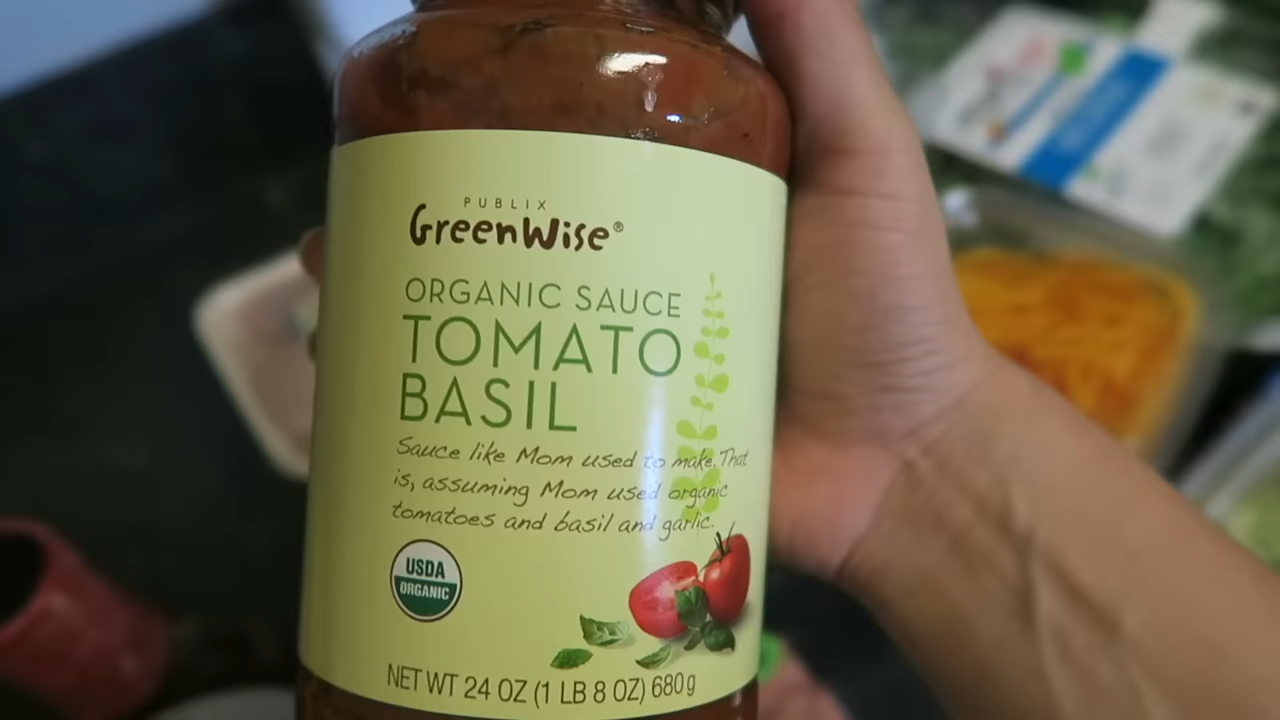 PUBLIX
GreenWise®
ORGANIC SAUCE
TOMATO
BASIL
Sauce like Mom used to make. That
is, assuming Mom used organic
tomatoes and basil and garlic.
USDA
ORGANIC
NET WT 24 OZ (1 LB 8 OZ) 680g